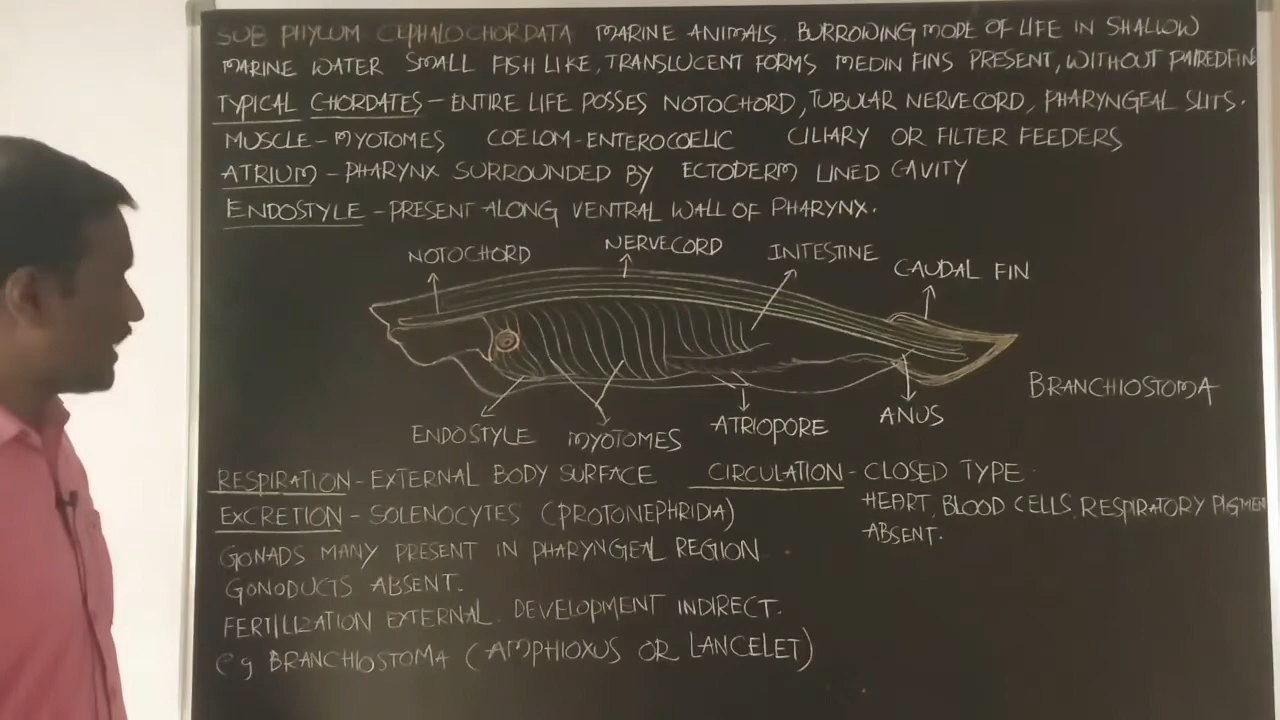 SUB PHYLUM CEPHALOCHORDATA MARINE ANIMALS BURROWING MODE OF LIFE IN SHALLOW
MARINE WATER SMALL FISH LIKE, TRANSLUCENT FORMS MEDIN FINS PRESENT, WITHOUT PAIREDFIN
TYPICAL CHORDATES - ENTIRE LIFE POSSES NOTOCHORD, TUBULAR NERVECORD, PHARYNGEAL SLITS.
MUSCLE - MYOTOMES COELOM-ENTEROCOELIC CILIARY OR FILTER FEEDERS
ATRIUM - PHARYNX SURROUNDED BY ECTODERM LINED CAVITY
ENDOSTYLE - PRESENT ALONG VENTRAL WALL OF PHARYNX.
NOTOCHORD NERVECORD INTESTINE CAUDAL FIN
BRANCHIOSTOMA
ENDOSTYLE MYOTOMES ATRIOPORE ANUS
RESPIRATION - EXTERNAL BODY SURFACE CIRCULATION - CLOSED TYPE
HEART, BLOOD CELLS, RESPIRATORY PIGMEN
EXCRETION - SOLENOCYTES (PROTONEPHRIDIA)
ABSENT.
GONADS MANY PRESENT IN PHARYNGEAL REGION
GONODUCTS ABSENT.
FERTILIZATION EXTERNAL. DEVELOPMENT INDIRECT.
eg BRANCHIOSTOMA (AMPHIOXUS OR LANCELET)